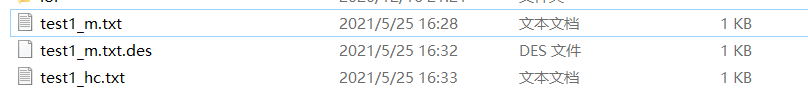 test1_m.txt 2021/5/25 16:28 文本文档 1 KB
test1_m.txt.des 2021/5/25 16:32 DES 文件 1 KB
test1_hc.txt 2021/5/25 16:33 文本文档 1 KB